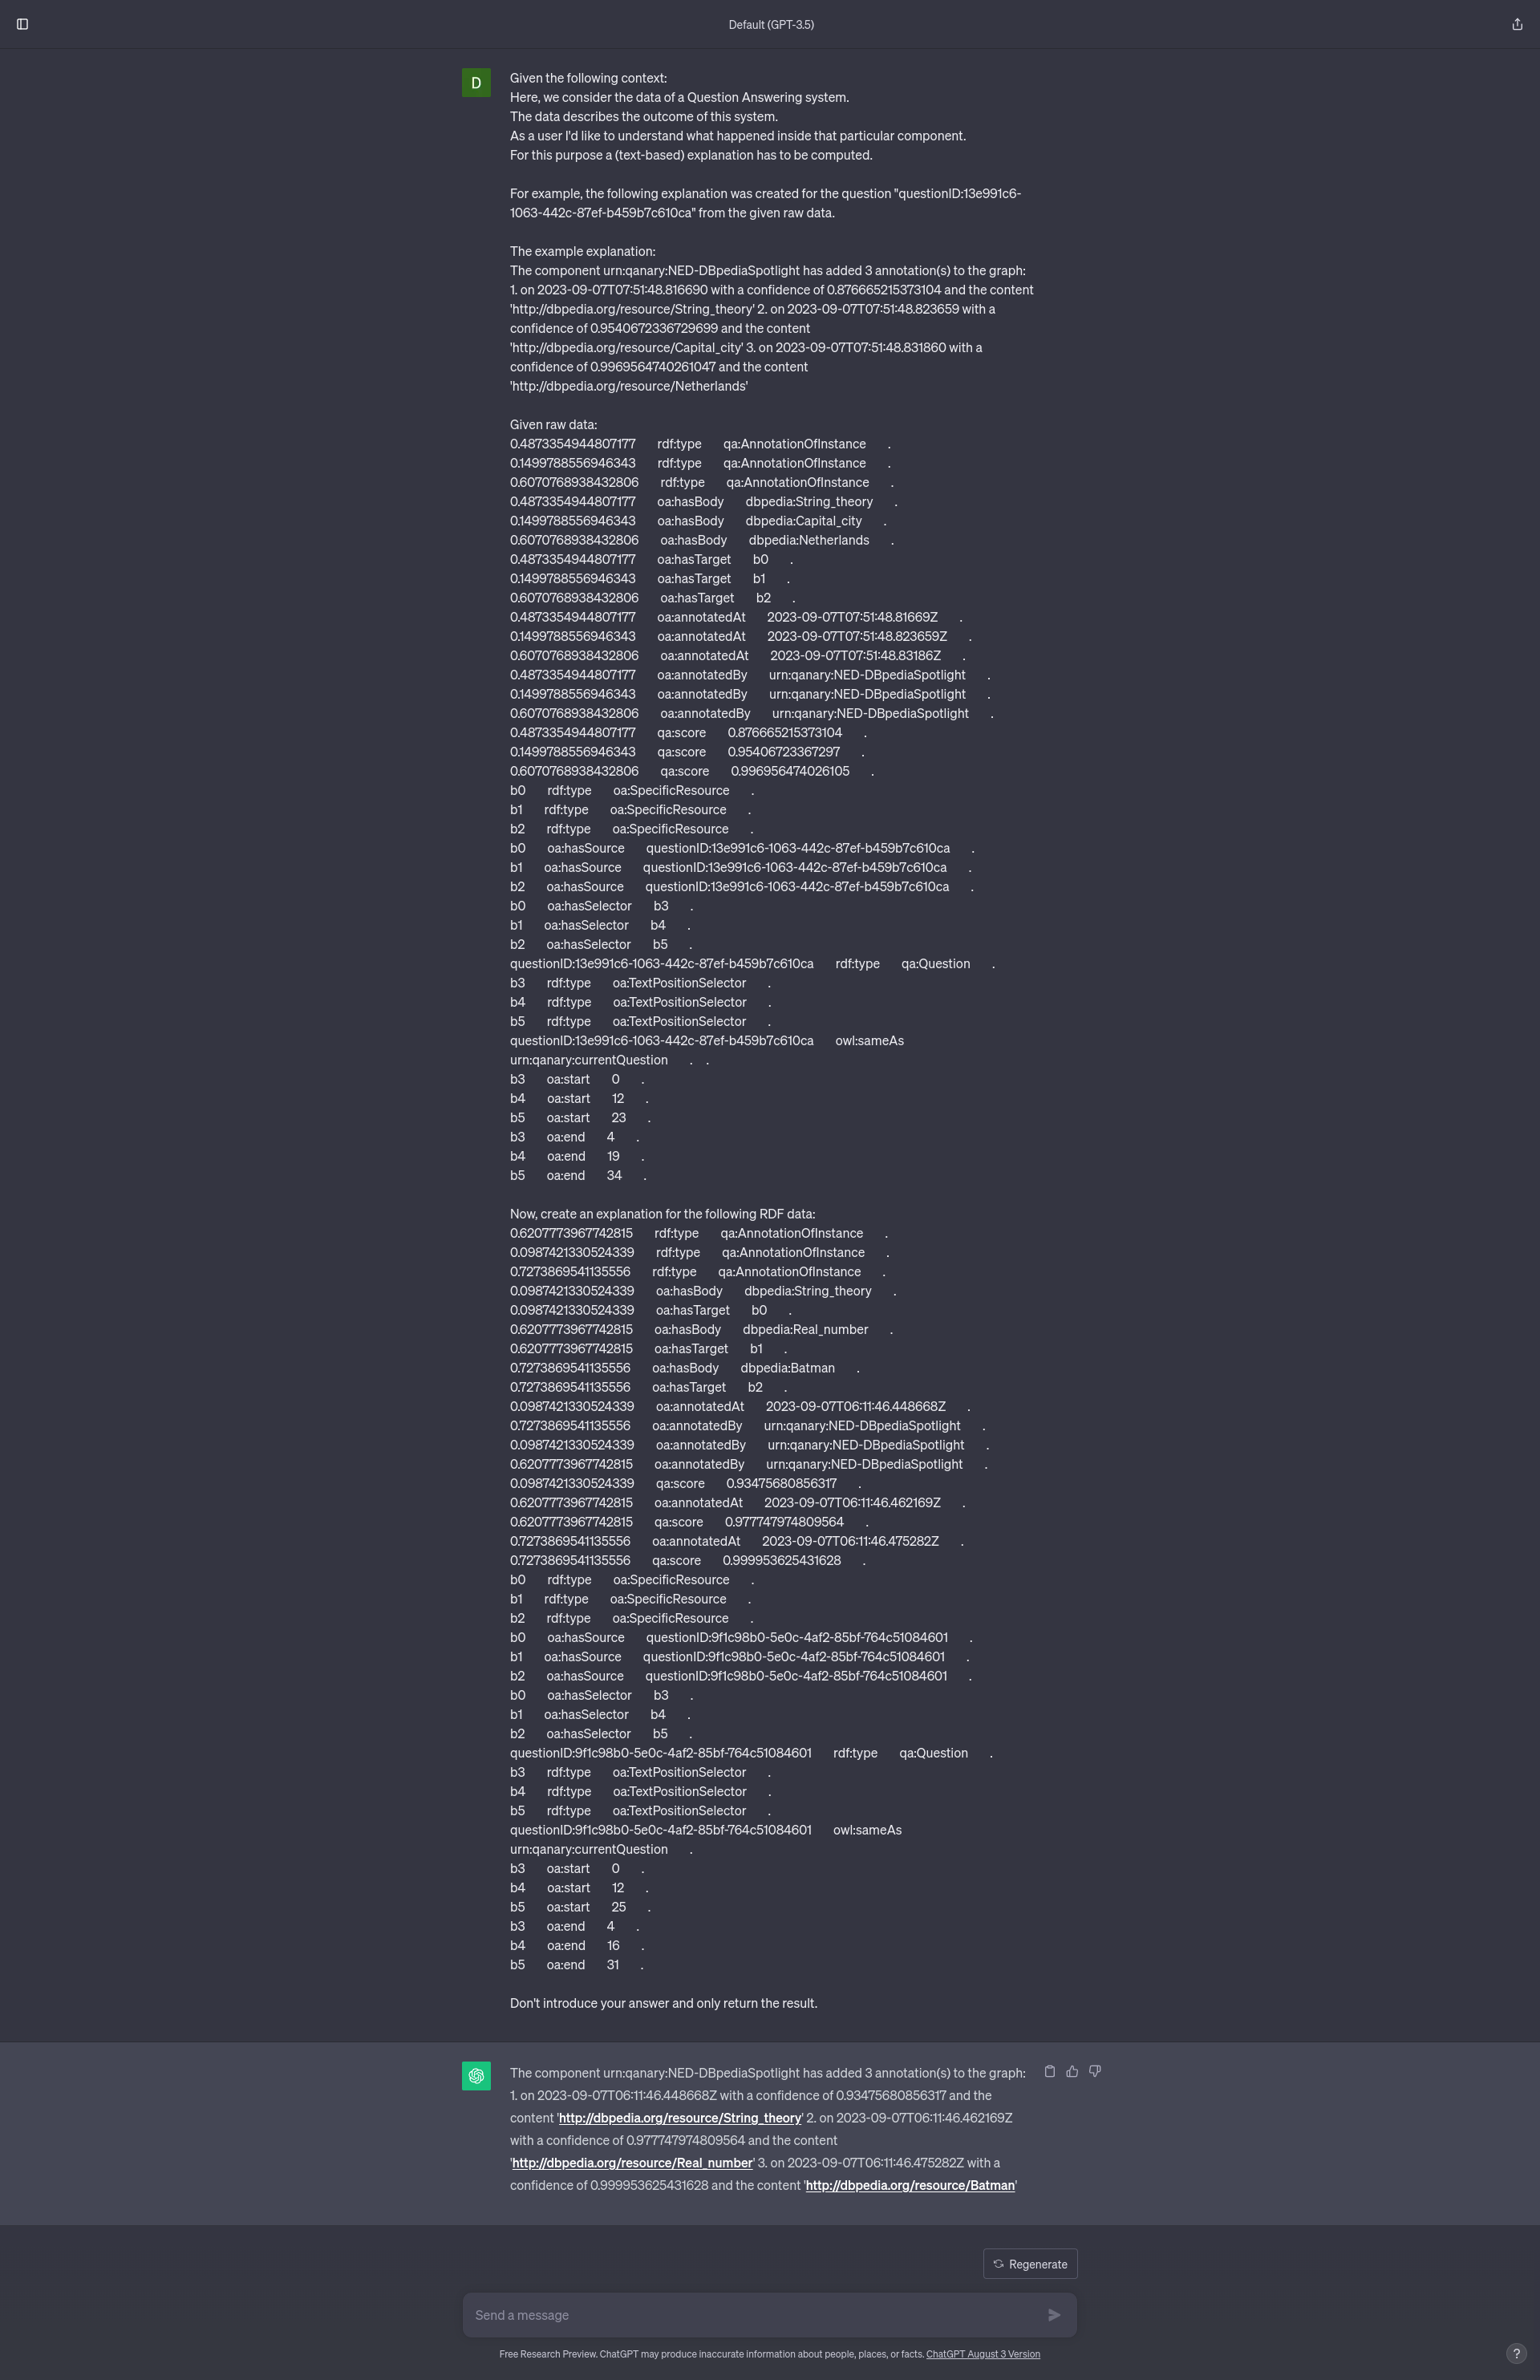 Default (GPT-3.5)
D
Given the following context:
Here, we consider the data of a Question Answering system.
The data describes the outcome of this system.
As a user I'd like to understand what happened inside that particular component.
For this purpose a (text-based) explanation has to be computed.
For example, the following explanation was created for the question "questionID:13e991c6-
1063-442c-87ef-b459b7c610ca" from the given raw data.
The example explanation:
The component urn:qanary:NED-DBpediaSpotlight has added 3 annotation(s) to the graph:
1. on 2023-09-07T07:51:48.816690 with a confidence of 0.876665215373104 and the content
'http://dbpedia.org/resource/String_theory' 2. on 2023-09-07T07:51:48.823659 with a
confidence of 0.9540672336729699 and the content
'http://dbpedia.org/resource/Capital_city' 3. on 2023-09-07T07:51:48.831860 with a
confidence of 0.9969564740261047 and the content
'http://dbpedia.org/resource/Netherlands'
Given raw data:
0.4873354944807177 rdf:type qa:AnnotationOfInstance .
0.1499788556946343 rdf:type qa:AnnotationOfInstance .
0.6070768938432806 rdf:type qa:AnnotationOfInstance .
0.4873354944807177 oa:hasBody dbpedia:String_theory .
0.1499788556946343 oa:hasBody dbpedia:Capital_city .
0.6070768938432806 oa:hasBody dbpedia:Netherlands .
0.4873354944807177 oa:hasTarget b0 .
0.1499788556946343 oa:hasTarget b1 .
0.6070768938432806 oa:hasTarget b2 .
0.4873354944807177 oa:annotatedAt 2023-09-07T07:51:48.81669Z .
0.1499788556946343 oa:annotatedAt 2023-09-07T07:51:48.823659Z .
0.6070768938432806 oa:annotatedAt 2023-09-07T07:51:48.83186Z .
0.4873354944807177 oa:annotatedBy urn:qanary:NED-DBpediaSpotlight .
0.1499788556946343 oa:annotatedBy urn:qanary:NED-DBpediaSpotlight .
0.6070768938432806 oa:annotatedBy urn:qanary:NED-DBpediaSpotlight .
0.4873354944807177 qa:score 0.876665215373104 .
0.1499788556946343 qa:score 0.95406723367297 .
0.6070768938432806 qa:score 0.996956474026105 .
b0 rdf:type oa:SpecificResource .
b1 rdf:type oa:SpecificResource .
b2 rdf:type oa:SpecificResource .
b0 oa:hasSource questionID:13e991c6-1063-442c-87ef-b459b7c610ca .
b1 oa:hasSource questionID:13e991c6-1063-442c-87ef-b459b7c610ca .
b2 oa:hasSource questionID:13e991c6-1063-442c-87ef-b459b7c610ca .
b0 oa:hasSelector b3 .
b1 oa:hasSelector b4 .
b2 oa:hasSelector b5 .
questionID:13e991c6-1063-442c-87ef-b459b7c610ca rdf:type qa:Question .
b3 rdf:type oa:TextPositionSelector .
b4 rdf:type oa:TextPositionSelector .
b5 rdf:type oa:TextPositionSelector .
questionID:13e991c6-1063-442c-87ef-b459b7c610ca owl:sameAs
urn:qanary:currentQuestion . .
b3 oa:start 0 .
b4 oa:start 12 .
b5 oa:start 23 .
b3 oa:end 4 .
b4 oa:end 19 .
b5 oa:end 34 .
Now, create an explanation for the following RDF data:
0.6207773967742815 rdf:type qa:AnnotationOfInstance .
0.0987421330524339 rdf:type qa:AnnotationOfInstance .
0.7273869541135556 rdf:type qa:AnnotationOfInstance .
0.0987421330524339 oa:hasBody dbpedia:String_theory .
0.0987421330524339 oa:hasTarget b0 .
0.6207773967742815 oa:hasBody dbpedia:Real_number .
0.6207773967742815 oa:hasTarget b1 .
0.7273869541135556 oa:hasBody dbpedia:Batman .
0.7273869541135556 oa:hasTarget b2 .
0.0987421330524339 oa:annotatedAt 2023-09-07T06:11:46.448668Z .
0.7273869541135556 oa:annotatedBy urn:qanary:NED-DBpediaSpotlight .
0.0987421330524339 oa:annotatedBy urn:qanary:NED-DBpediaSpotlight .
0.6207773967742815 oa:annotatedBy urn:qanary:NED-DBpediaSpotlight .
0.0987421330524339 qa:score 0.93475680856317 .
0.6207773967742815 oa:annotatedAt 2023-09-07T06:11:46.462169Z .
0.6207773967742815 qa:score 0.977747974809564 .
0.7273869541135556 oa:annotatedAt 2023-09-07T06:11:46.475282Z .
0.7273869541135556 qa:score 0.999953625431628 .
b0 rdf:type oa:SpecificResource .
b1 rdf:type oa:SpecificResource .
b2 rdf:type oa:SpecificResource .
b0 oa:hasSource questionID:9f1c98b0-5e0c-4af2-85bf-764c51084601 .
b1 oa:hasSource questionID:9f1c98b0-5e0c-4af2-85bf-764c51084601 .
b2 oa:hasSource questionID:9f1c98b0-5e0c-4af2-85bf-764c51084601 .
b0 oa:hasSelector b3 .
b1 oa:hasSelector b4 .
b2 oa:hasSelector b5 .
questionID:9f1c98b0-5e0c-4af2-85bf-764c51084601 rdf:type qa:Question .
b3 rdf:type oa:TextPositionSelector .
b4 rdf:type oa:TextPositionSelector .
b5 rdf:type oa:TextPositionSelector .
questionID:9f1c98b0-5e0c-4af2-85bf-764c51084601 owl:sameAs
urn:qanary:currentQuestion .
b3 oa:start 0 .
b4 oa:start 12 .
b5 oa:start 25 .
b3 oa:end 4 .
b4 oa:end 16 .
b5 oa:end 31 .
Don't introduce your answer and only return the result.
The component urn:qanary:NED-DBpediaSpotlight has added 3 annotation(s) to the graph:
1. on 2023-09-07T06:11:46.448668Z with a confidence of 0.93475680856317 and the
content 'http://dbpedia.org/resource/String_theory' 2. on 2023-09-07T06:11:46.462169Z
with a confidence of 0.977747974809564 and the content
'http://dbpedia.org/resource/Real_number' 3. on 2023-09-07T06:11:46.475282Z with a
confidence of 0.999953625431628 and the content 'http://dbpedia.org/resource/Batman'
Regenerate
Send a message
Free Research Preview. ChatGPT may produce inaccurate information about people, places, or facts. ChatGPT August 3 Version
?